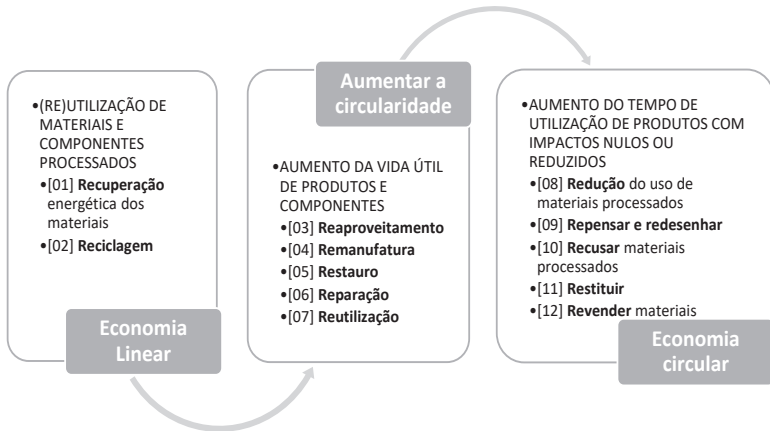 •(RE)UTILIZAÇÃO DE
MATERIAIS E
COMPONENTES
PROCESSADOS
•[01] Recuperação
energética dos
materiais
•[02] Reciclagem
Economia
Linear
Aumentar a
circularidade
•AUMENTO DA VIDA ÚTIL
DE PRODUTOS E
COMPONENTES
•[03] Reaproveitamento
•[04] Remanufatura
•[05] Restauro
•[06] Reparação
•[07] Reutilização
•AUMENTO DO TEMPO DE
UTILIZAÇÃO DE PRODUTOS COM
IMPACTOS NULOS OU
REDUZIDOS
•[08] Redução do uso de
materiais processados
•[09] Repensar e redesenhar
•[10] Recusar materiais
processados
•[11] Restituir
•[12] Revender materiais
Economia
circular